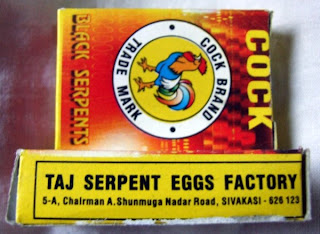 COCK BRAND
TRADE MARK
BLACK SERPENTS
COCK
TAJ SERPENT EGGS FACTORY
5-A, Chairman A.Shunmuga Nadar Road, SIVAKASI - 626 123